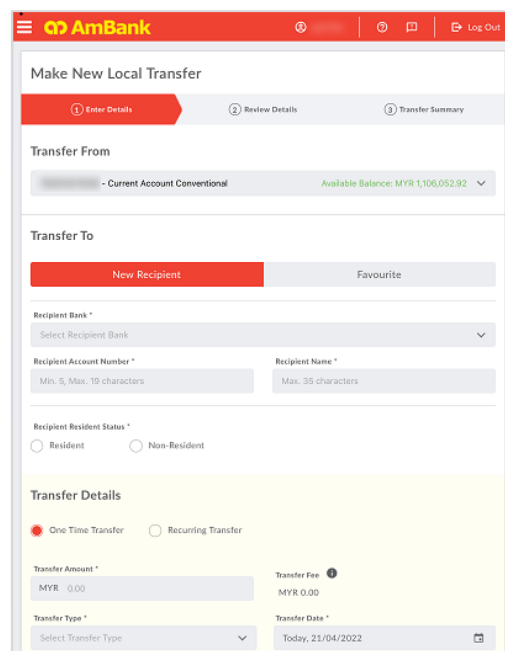 AmBank
Log Out
Make New Local Transfer
1 Enter Details
2 Review Details
3 Transfer Summary
Transfer From
- Current Account Conventional
Available Balance: MYR 1,106,052.92
Transfer To
New Recipient
Favourite
Recipient Bank *
Select Recipient Bank
Recipient Account Number *
Recipient Name *
Min. 5, Max. 19 characters
Max. 35 characters
Recipient Resident Status *
Resident
Non-Resident
Transfer Details
One Time Transfer
Recurring Transfer
Transfer Amount *
Transfer Fee
MYR 0.00
MYR 0.00
Transfer Type *
Transfer Date *
Select Transfer Type
Today, 21/04/2022